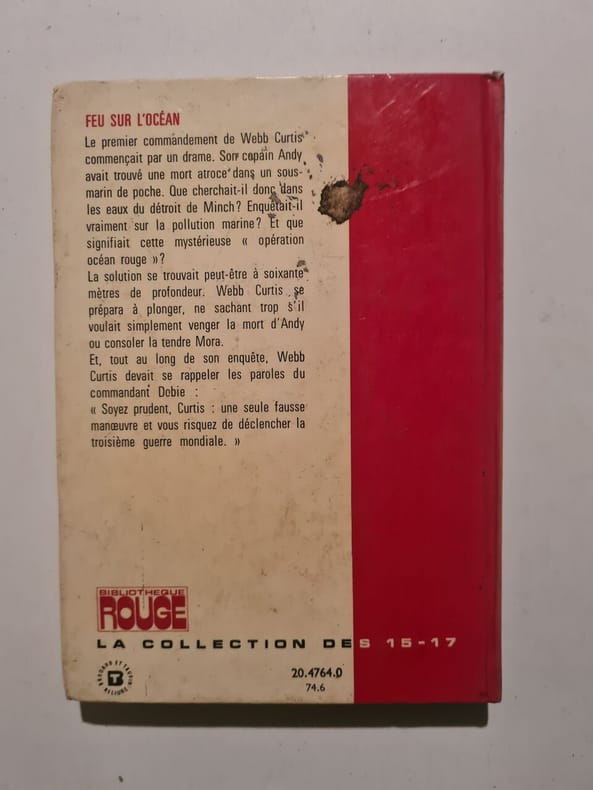 FEU SUR L'OCÉAN
Le premier commandement de Webb Curtis
commençait par un drame. Son copain Andy
avait trouvé une mort atroce dans un sous-
marin de poche. Que cherchait-il donc dans
les eaux du détroit de Minch? Enquêtait-il
vraiment sur la pollution marine? Et que
signifiait cette mystérieuse « opération
océan rouge »?
La solution se trouvait peut-être à soixante
mètres de profondeur. Webb Curtis se
prépara à plonger, ne sachant trop s'il
voulait simplement venger la mort d'Andy
ou consoler la tendre Mora.
Et, tout au long de son enquête, Webb
Curtis devait se rappeler les paroles du
commandant Dobie :
« Soyez prudent, Curtis : une seule fausse
manœuvre et vous risquez de déclencher la
troisième guerre mondiale. »
BIBLIOTHEQUE
ROUGE
LA COLLECTION DES 15-17
BRODARD ET TAUPIN
RELIURE
20.4764.0
74.6